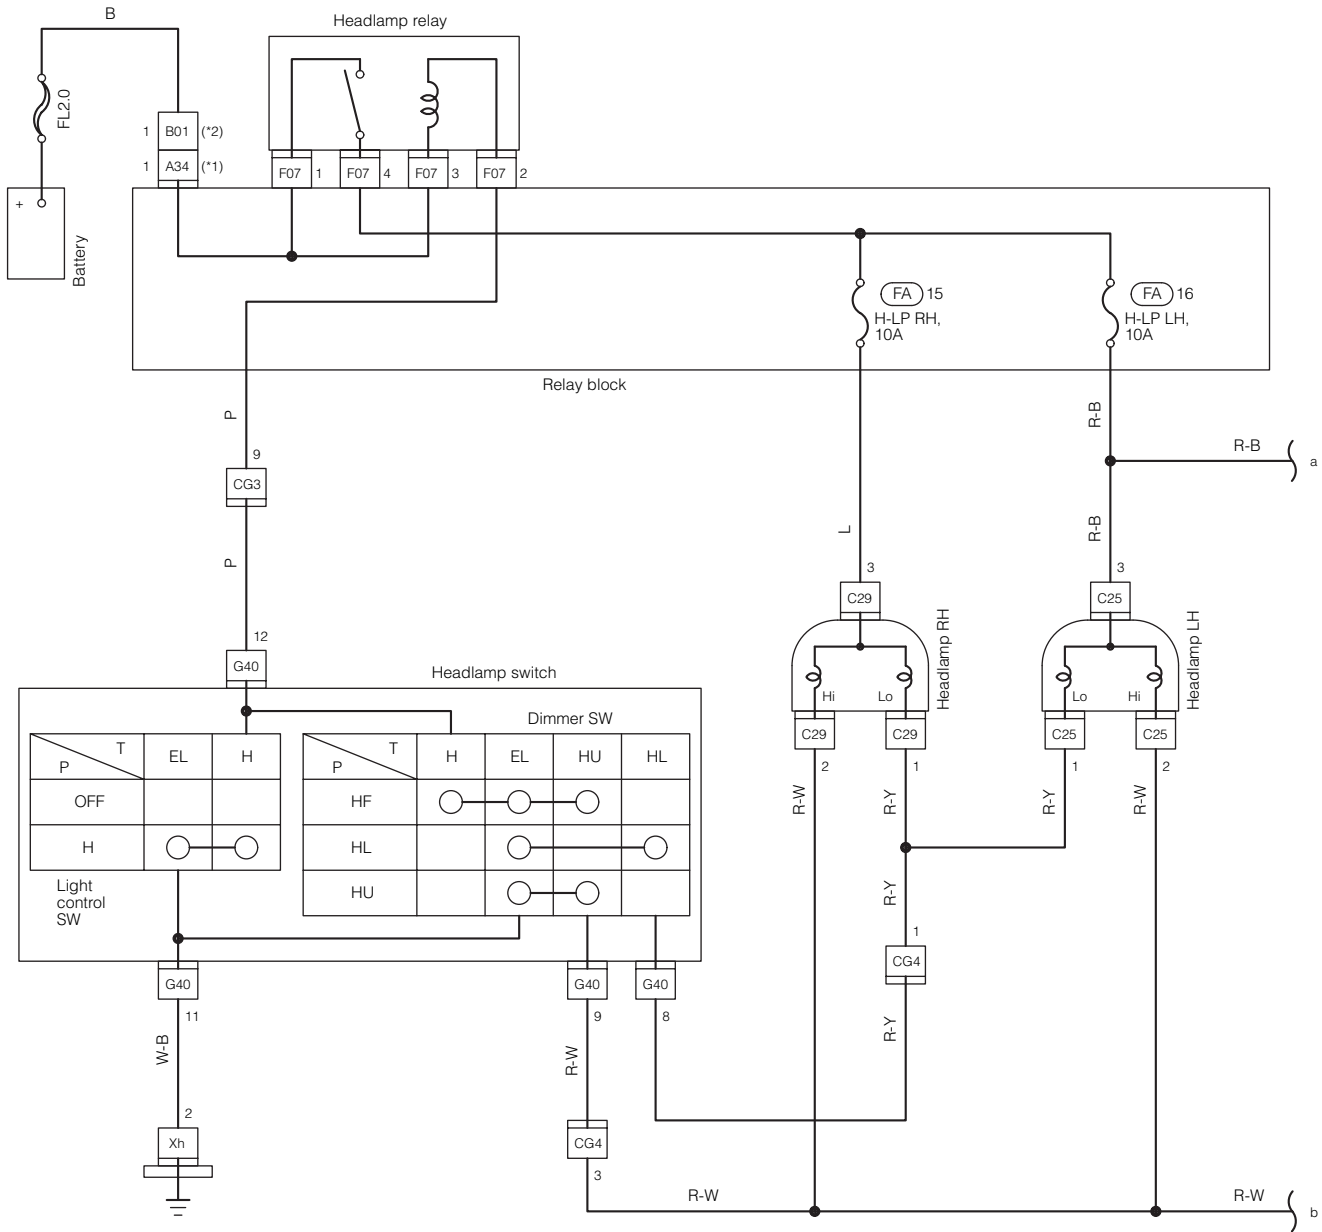 B
Headlamp relay
FL2.0
1 B01 (*2)
1 A34 (*1)
F07 1
F07 4
F07 3
F07 2
+
Battery
FA 15
H-LP RH,
10A
FA 16
H-LP LH,
10A
Relay block
P
R-B
R-B
a
9
CG3
P
L
R-B
12
G40
3
C29
Headlamp RH
Hi
Lo
C29
2
C29
1
3
C25
Headlamp LH
Lo
Hi
C25
1
C25
2
Headlamp switch
Dimmer SW
T
P
EL
H
OFF
H
Light
control
SW
T
P
H
EL
HU
HL
HF
HL
HU
R-W
R-Y
R-Y
R-W
R-Y
1
CG4
R-Y
G40
11
G40
9
G40
8
W-B
R-W
2
Xh
CG4
3
R-W
R-W
b